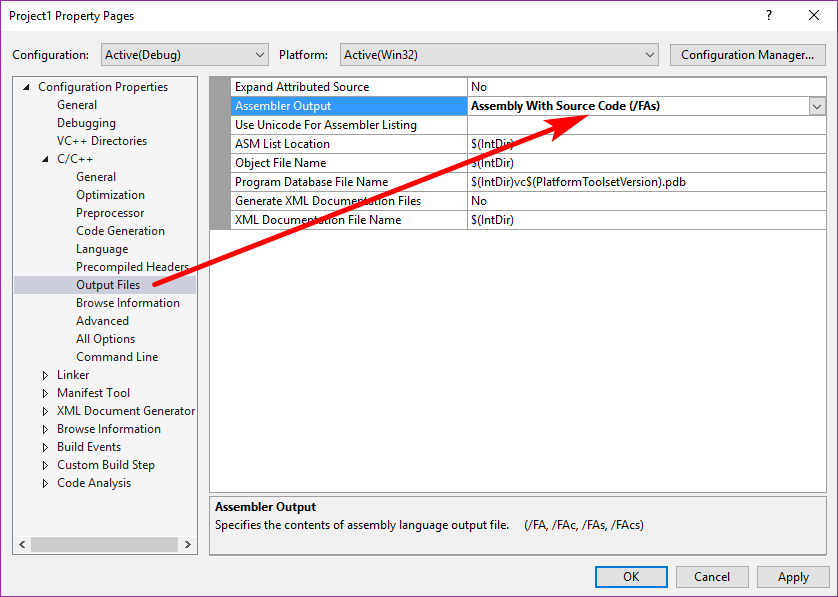 Project1 Property Pages
?
Configuration: Active(Debug) Platform: Active(Win32) Configuration Manager...
Configuration Properties
General
Debugging
VC++ Directories
C/C++
General
Optimization
Preprocessor
Code Generation
Language
Precompiled Headers
Output Files
Browse Information
Advanced
All Options
Command Line
Linker
Manifest Tool
XML Document Generator
Browse Information
Build Events
Custom Build Step
Code Analysis
Expand Attributed Source No
Assembler Output Assembly With Source Code (/FAs)
Use Unicode For Assembler Listing
ASM List Location $(IntDir)
Object File Name $(IntDir)
Program Database File Name $(IntDir)vc$(PlatformToolsetVersion).pdb
Generate XML Documentation Files No
XML Documentation File Name $(IntDir)
Assembler Output
Specifies the contents of assembly language output file. (/FA, /FAc, /FAs, /FAcs)
OK Cancel Apply